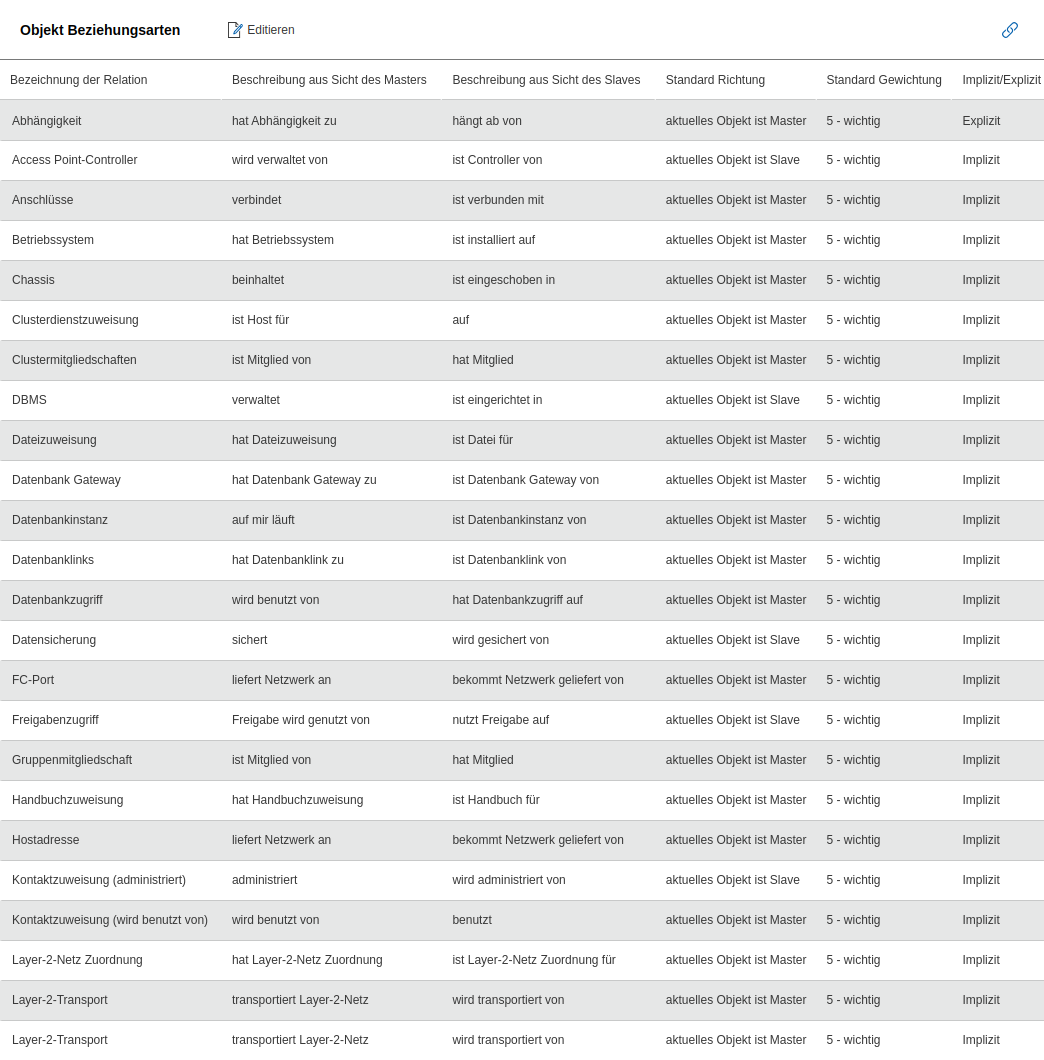 Objekt Beziehungsarten Editieren
Bezeichnung der Relation Beschreibung aus Sicht des Masters Beschreibung aus Sicht des Slaves Standard Richtung Standard Gewichtung Implizit/Explizit
Abhängigkeit hat Abhängigkeit zu hängt ab von aktuelles Objekt ist Master 5 - wichtig Explizit
Access Point-Controller wird verwaltet von ist Controller von aktuelles Objekt ist Slave 5 - wichtig Implizit
Anschlüsse verbindet ist verbunden mit aktuelles Objekt ist Master 5 - wichtig Implizit
Betriebssystem hat Betriebssystem ist installiert auf aktuelles Objekt ist Master 5 - wichtig Implizit
Chassis beinhaltet ist eingeschoben in aktuelles Objekt ist Master 5 - wichtig Implizit
Clusterdienstzuweisung ist Host für auf aktuelles Objekt ist Master 5 - wichtig Implizit
Clustermitgliedschaften ist Mitglied von hat Mitglied aktuelles Objekt ist Master 5 - wichtig Implizit
DBMS verwaltet ist eingerichtet in aktuelles Objekt ist Slave 5 - wichtig Implizit
Dateizuweisung hat Dateizuweisung ist Datei für aktuelles Objekt ist Master 5 - wichtig Implizit
Datenbank Gateway hat Datenbank Gateway zu ist Datenbank Gateway von aktuelles Objekt ist Master 5 - wichtig Implizit
Datenbankinstanz auf mir läuft ist Datenbankinstanz von aktuelles Objekt ist Master 5 - wichtig Implizit
Datenbanklinks hat Datenbanklink zu ist Datenbanklink von aktuelles Objekt ist Master 5 - wichtig Implizit
Datenbankzugriff wird benutzt von hat Datenbankzugriff auf aktuelles Objekt ist Master 5 - wichtig Implizit
Datensicherung sichert wird gesichert von aktuelles Objekt ist Slave 5 - wichtig Implizit
FC-Port liefert Netzwerk an bekommt Netzwerk geliefert von aktuelles Objekt ist Master 5 - wichtig Implizit
Freigabenzugriff Freigabe wird genutzt von nutzt Freigabe auf aktuelles Objekt ist Slave 5 - wichtig Implizit
Gruppenmitgliedschaft ist Mitglied von hat Mitglied aktuelles Objekt ist Master 5 - wichtig Implizit
Handbuchzuweisung hat Handbuchzuweisung ist Handbuch für aktuelles Objekt ist Master 5 - wichtig Implizit
Hostadresse liefert Netzwerk an bekommt Netzwerk geliefert von aktuelles Objekt ist Master 5 - wichtig Implizit
Kontaktzuweisung (administriert) administriert wird administriert von aktuelles Objekt ist Slave 5 - wichtig Implizit
Kontaktzuweisung (wird benutzt von) wird benutzt von benutzt aktuelles Objekt ist Master 5 - wichtig Implizit
Layer-2-Netz Zuordnung hat Layer-2-Netz Zuordnung ist Layer-2-Netz Zuordnung für aktuelles Objekt ist Master 5 - wichtig Implizit
Layer-2-Transport transportiert Layer-2-Netz wird transportiert von aktuelles Objekt ist Master 5 - wichtig Implizit
Layer-2-Transport transportiert Layer-2-Netz wird transportiert von aktuelles Objekt ist Master 5 - wichtig Implizit